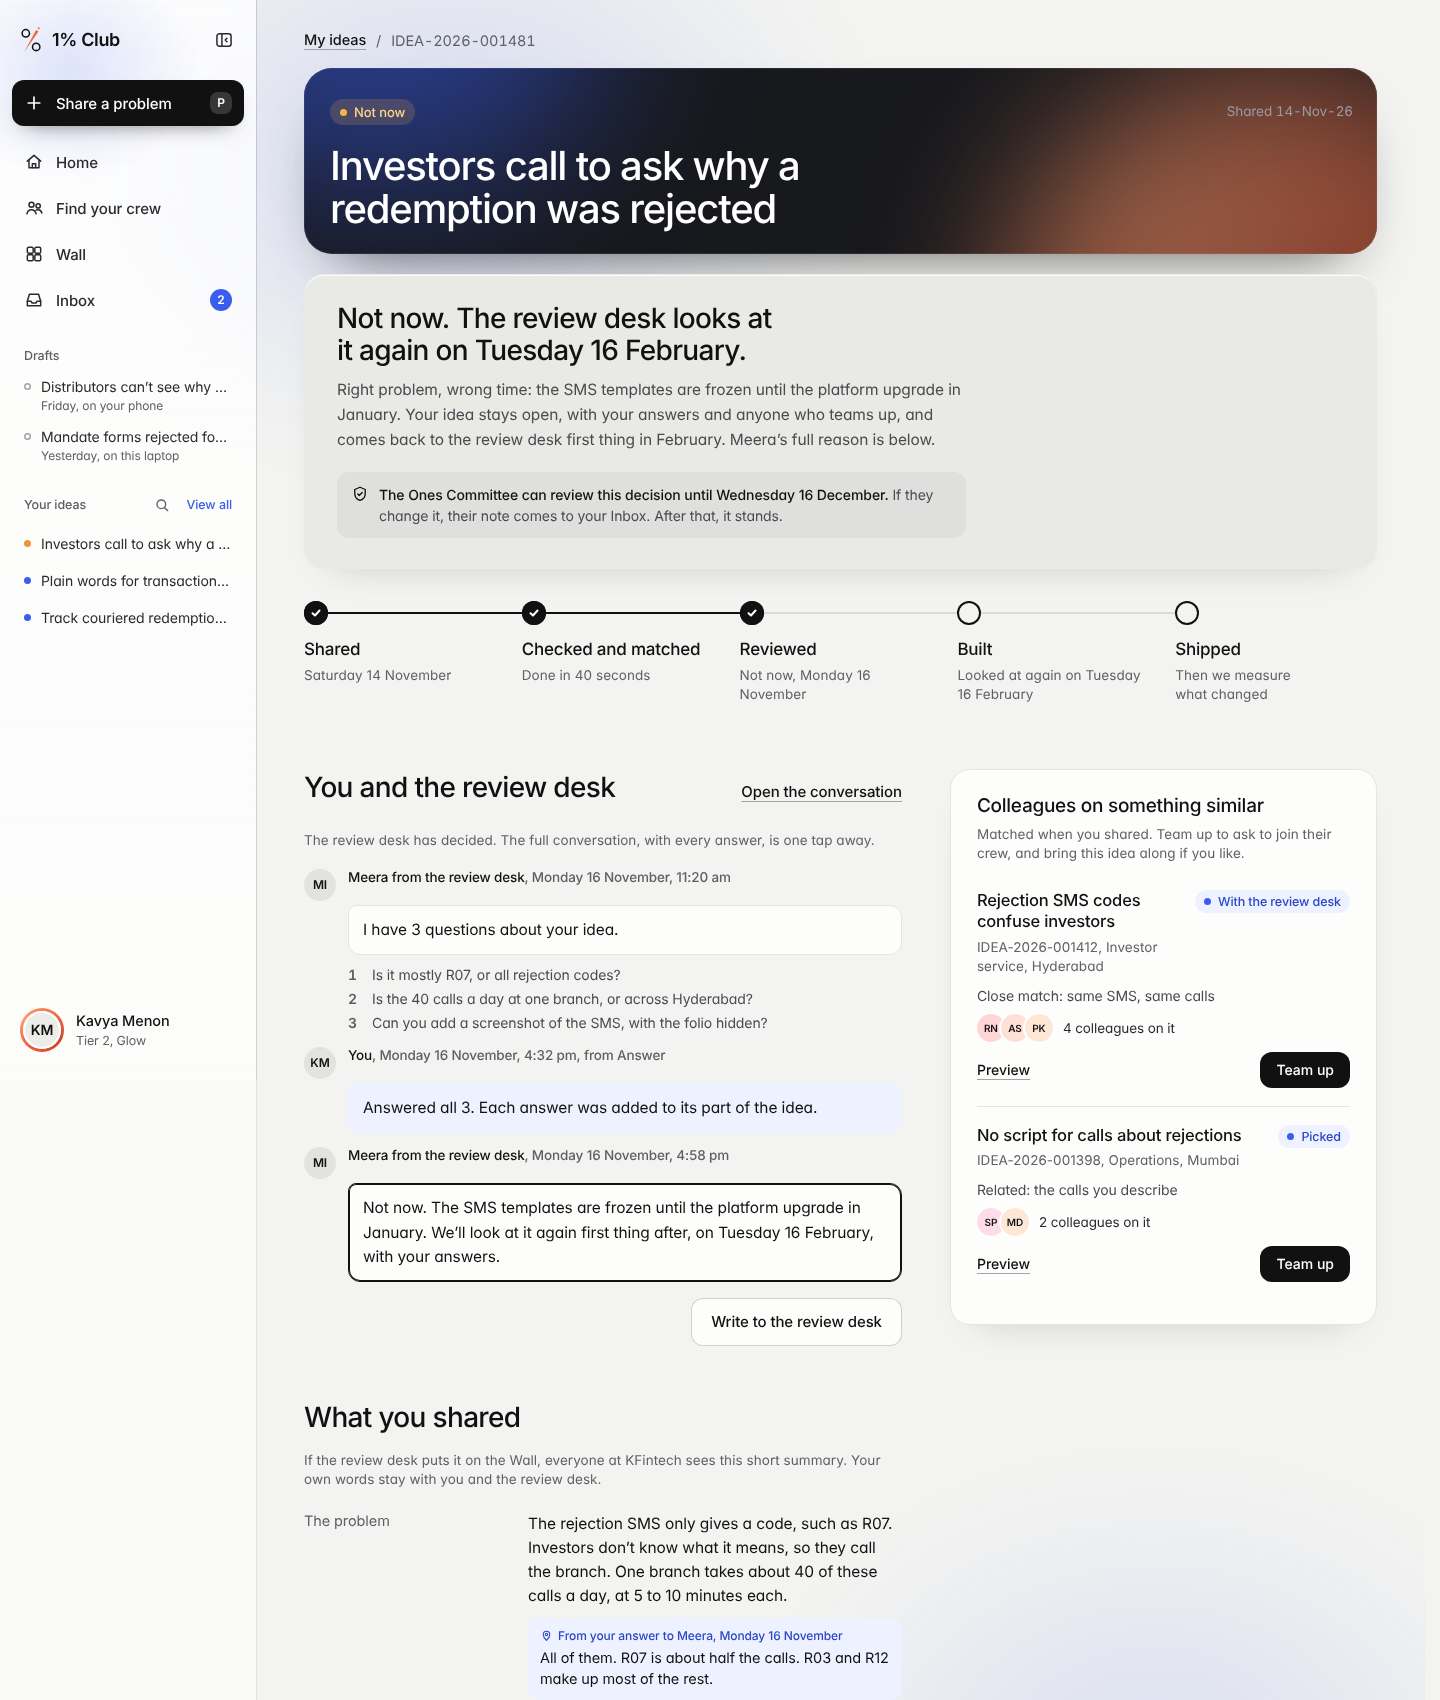 1% Club
Share a problem
P
Home
Find your crew
Wall
Inbox
2
Drafts
Distributors can’t see why ...
Friday, on your phone
Mandate forms rejected fo...
Yesterday, on this laptop
Your ideas
View all
Investors call to ask why a ...
Plain words for transaction...
Track couriered redemptio...
KM
Kavya Menon
Tier 2, Glow
My ideas / IDEA-2026-001481
Not now
Shared 14-Nov-26
Investors call to ask why a
redemption was rejected
Not now. The review desk looks at
it again on Tuesday 16 February.
Right problem, wrong time: the SMS templates are frozen until the platform upgrade in
January. Your idea stays open, with your answers and anyone who teams up, and
comes back to the review desk first thing in February. Meera’s full reason is below.
The Ones Committee can review this decision until Wednesday 16 December. If they
change it, their note comes to your Inbox. After that, it stands.
Shared
Saturday 14 November
Checked and matched
Done in 40 seconds
Reviewed
Not now, Monday 16
November
Built
Looked at again on Tuesday
16 February
Shipped
Then we measure
what changed
You and the review desk
Open the conversation
The review desk has decided. The full conversation, with every answer, is one tap away.
MI
Meera from the review desk, Monday 16 November, 11:20 am
I have 3 questions about your idea.
1 Is it mostly R07, or all rejection codes?
2 Is the 40 calls a day at one branch, or across Hyderabad?
3 Can you add a screenshot of the SMS, with the folio hidden?
KM
You, Monday 16 November, 4:32 pm, from Answer
Answered all 3. Each answer was added to its part of the idea.
MI
Meera from the review desk, Monday 16 November, 4:58 pm
Not now. The SMS templates are frozen until the platform upgrade in
January. We’ll look at it again first thing after, on Tuesday 16 February,
with your answers.
Write to the review desk
Colleagues on something similar
Matched when you shared. Team up to ask to join their
crew, and bring this idea along if you like.
Rejection SMS codes
confuse investors
With the review desk
IDEA-2026-001412, Investor
service, Hyderabad
Close match: same SMS, same calls
RN AS PK 4 colleagues on it
Preview
Team up
No script for calls about rejections
Picked
IDEA-2026-001398, Operations, Mumbai
Related: the calls you describe
SP MD 2 colleagues on it
Preview
Team up
What you shared
If the review desk puts it on the Wall, everyone at KFintech sees this short summary. Your
own words stay with you and the review desk.
The problem
The rejection SMS only gives a code, such as R07.
Investors don’t know what it means, so they call
the branch. One branch takes about 40 of these
calls a day, at 5 to 10 minutes each.
From your answer to Meera, Monday 16 November
All of them. R07 is about half the calls. R03 and R12
make up most of the rest.